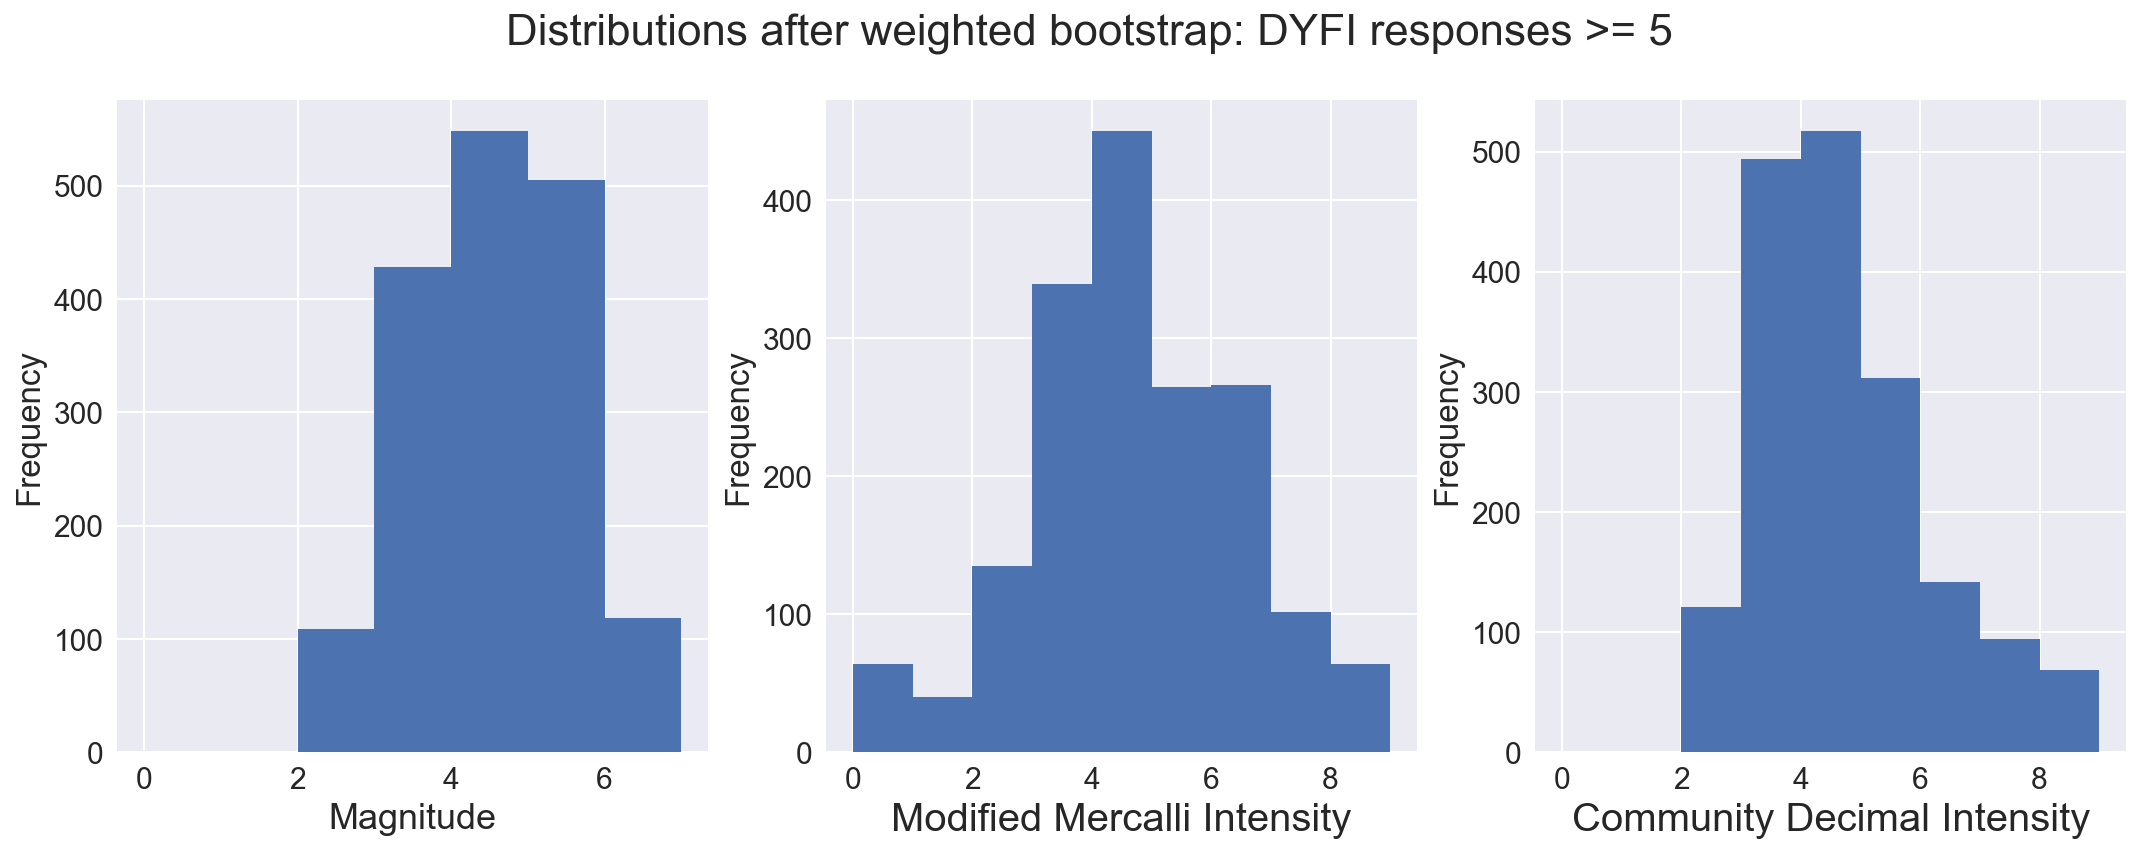 Distributions after weighted bootstrap: DYFI responses >= 5
Frequency
500
400
300
200
100
0
0 2 4 6
Magnitude
Frequency
400
300
200
100
0
0 2 4 6 8
Modified Mercalli Intensity
Frequency
500
400
300
200
100
0
0 2 4 6 8
Community Decimal Intensity